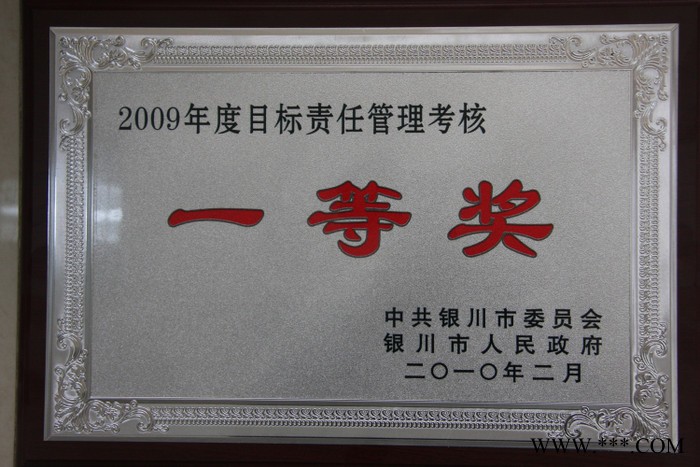 2009年度目标责任管理考核
一等奖
中共银川市委员会
银川市人民政府
二〇一〇年二月
WWW.***.COM